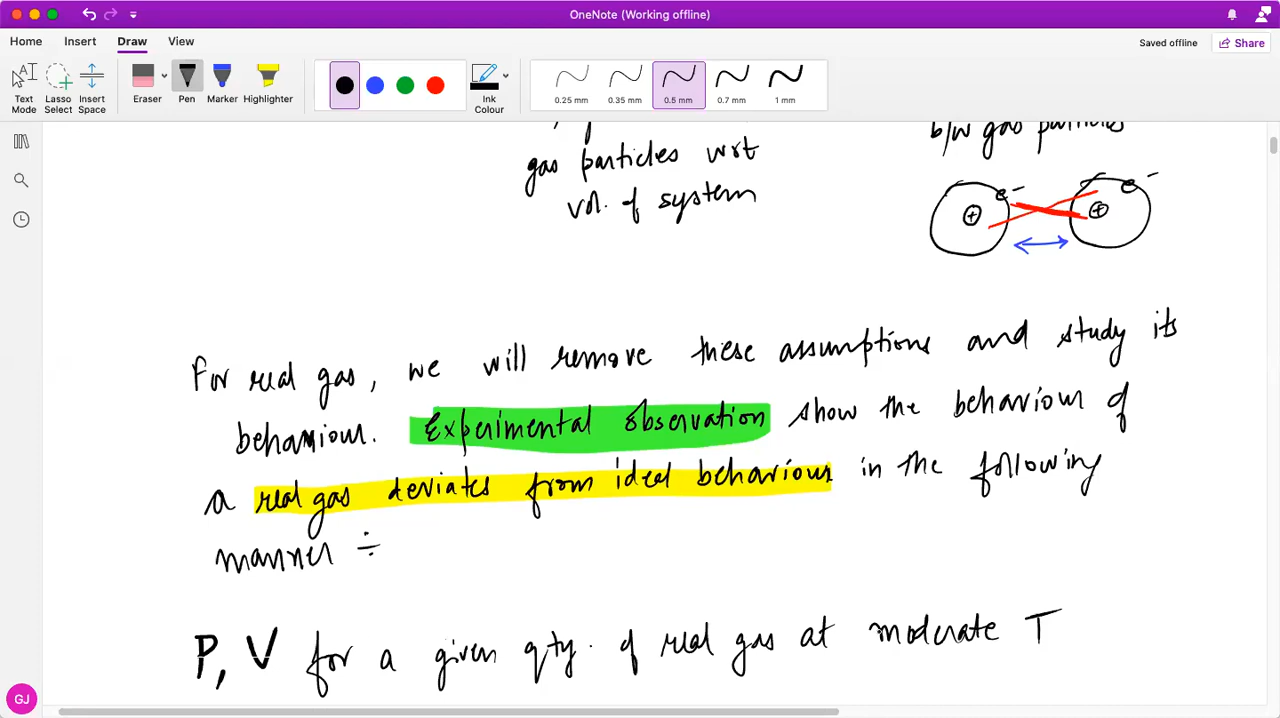 OneNote (Working offline)
Home Insert Draw View
Saved offline
Share
Text Mode
Lasso Select
Insert Space
Eraser
Pen
Marker
Highlighter
Ink Colour
0.25 mm
0.35 mm
0.5 mm
0.7 mm
1 mm
gas particles wrt
vol. of system
b/w gas particles
e⁻ e⁻
+ +
For real gas, we will remove these assumptions and study its
behaviour. Experimental observation show the behaviour of
a real gas deviates from ideal behaviour in the following
manner ÷
P, V for a given qty. of real gas at moderate T
GJ